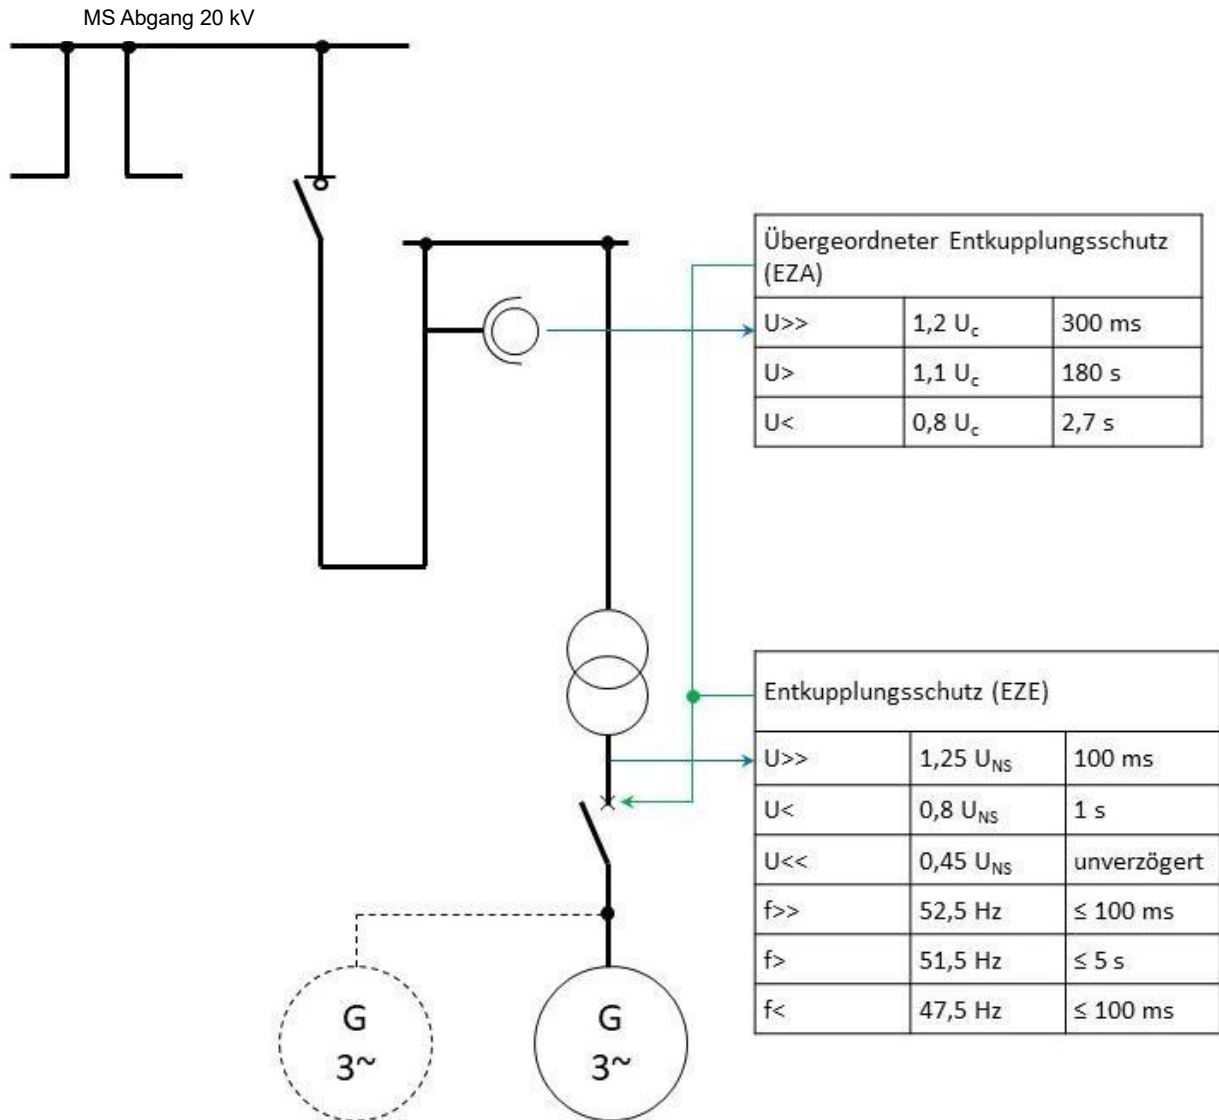 MS Abgang 20 kV
Übergeordneter Entkupplungsschutz
(EZA)
U>> 1,2 Uc 300 ms
U> 1,1 Uc 180 s
U< 0,8 Uc 2,7 s
Entkupplungsschutz (EZE)
U>> 1,25 UNS 100 ms
U< 0,8 UNS 1 s
U<< 0,45 UNS unverzögert
f>> 52,5 Hz ≤ 100 ms
f> 51,5 Hz ≤ 5 s
f< 47,5 Hz ≤ 100 ms
G
3~
G
3~